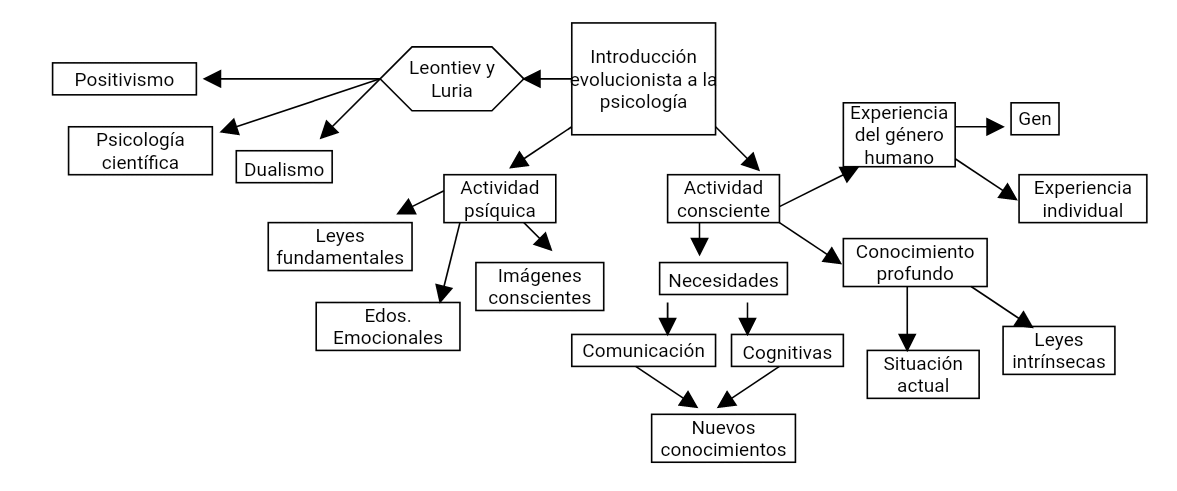 Introducción
evolucionista a la
psicología
Leontiev y
Luria
Positivismo
Psicología
científica
Dualismo
Actividad
psíquica
Leyes
fundamentales
Edos.
Emocionales
Imágenes
conscientes
Actividad
consciente
Necesidades
Comunicación
Cognitivas
Nuevos
conocimientos
Experiencia
del género
humano
Gen
Experiencia
individual
Conocimiento
profundo
Situación
actual
Leyes
intrínsecas